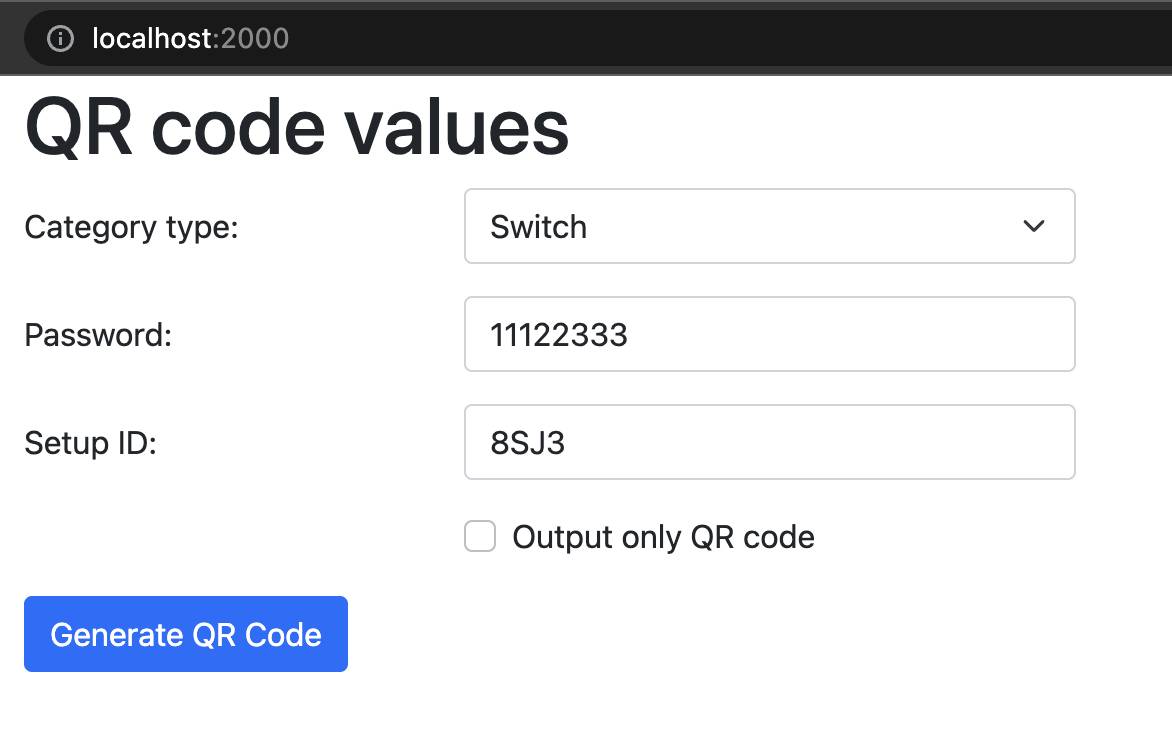 localhost:2000
QR code values
Category type: Switch
Password: 11122333
Setup ID: 8SJ3
Output only QR code
Generate QR Code